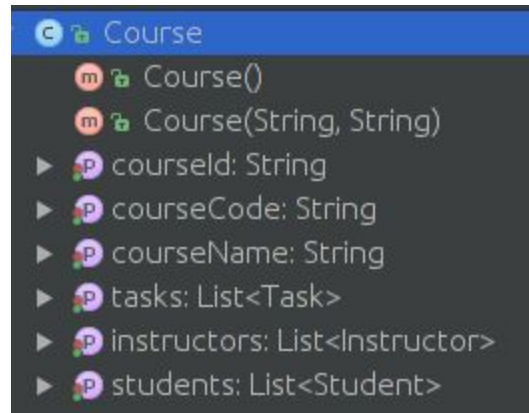 Course
Course()
Course(String, String)
courseId: String
courseCode: String
courseName: String
tasks: List<Task>
instructors: List<Instructor>
students: List<Student>